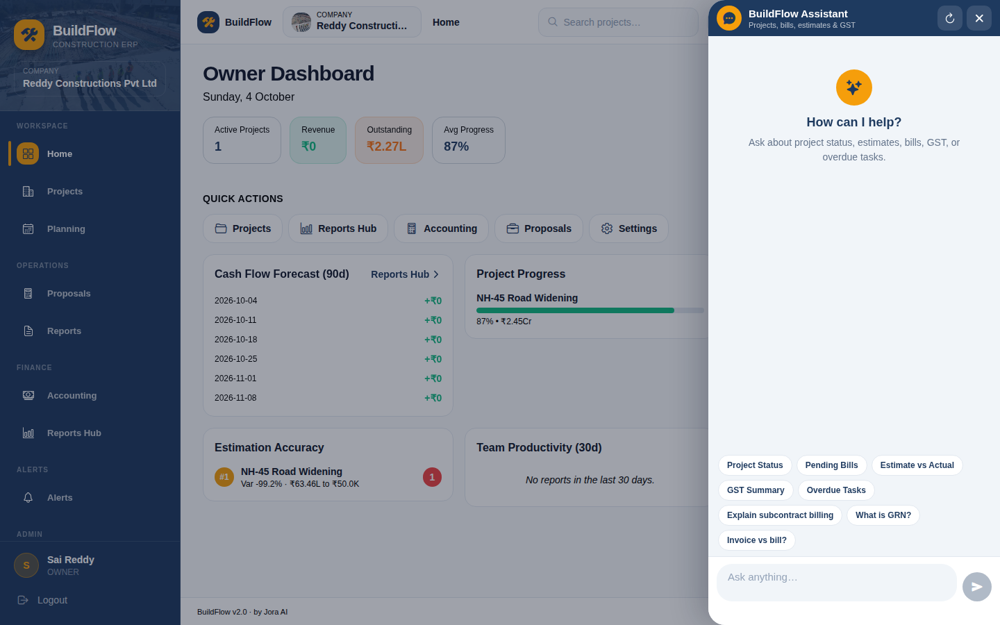 BuildFlow
CONSTRUCTION ERP
COMPANY
Reddy Constructions Pvt Ltd
WORKSPACE
Home
Projects
Planning
OPERATIONS
Proposals
Reports
FINANCE
Accounting
Reports Hub
ALERTS
Alerts
ADMIN
S
Sai Reddy
OWNER
Logout
BuildFlow
COMPANY
Reddy Constructi...
Home
Search projects...
Owner Dashboard
Sunday, 4 October
Active Projects
1
Revenue
₹0
Outstanding
₹2.27L
Avg Progress
87%
QUICK ACTIONS
Projects
Reports Hub
Accounting
Proposals
Settings
Cash Flow Forecast (90d)
Reports Hub
2026-10-04 +₹0
2026-10-11 +₹0
2026-10-18 +₹0
2026-10-25 +₹0
2026-11-01 +₹0
2026-11-08 +₹0
Project Progress
NH-45 Road Widening
87% • ₹2.45Cr
Estimation Accuracy
#1
NH-45 Road Widening
Var -99.2% · ₹63.46L to ₹50.0K
1
Team Productivity (30d)
No reports in the last 30 days.
BuildFlow v2.0 · by Jora AI
BuildFlow Assistant
Projects, bills, estimates & GST
How can I help?
Ask about project status, estimates, bills, GST, or
overdue tasks.
Project Status
Pending Bills
Estimate vs Actual
GST Summary
Overdue Tasks
Explain subcontract billing
What is GRN?
Invoice vs bill?
Ask anything...